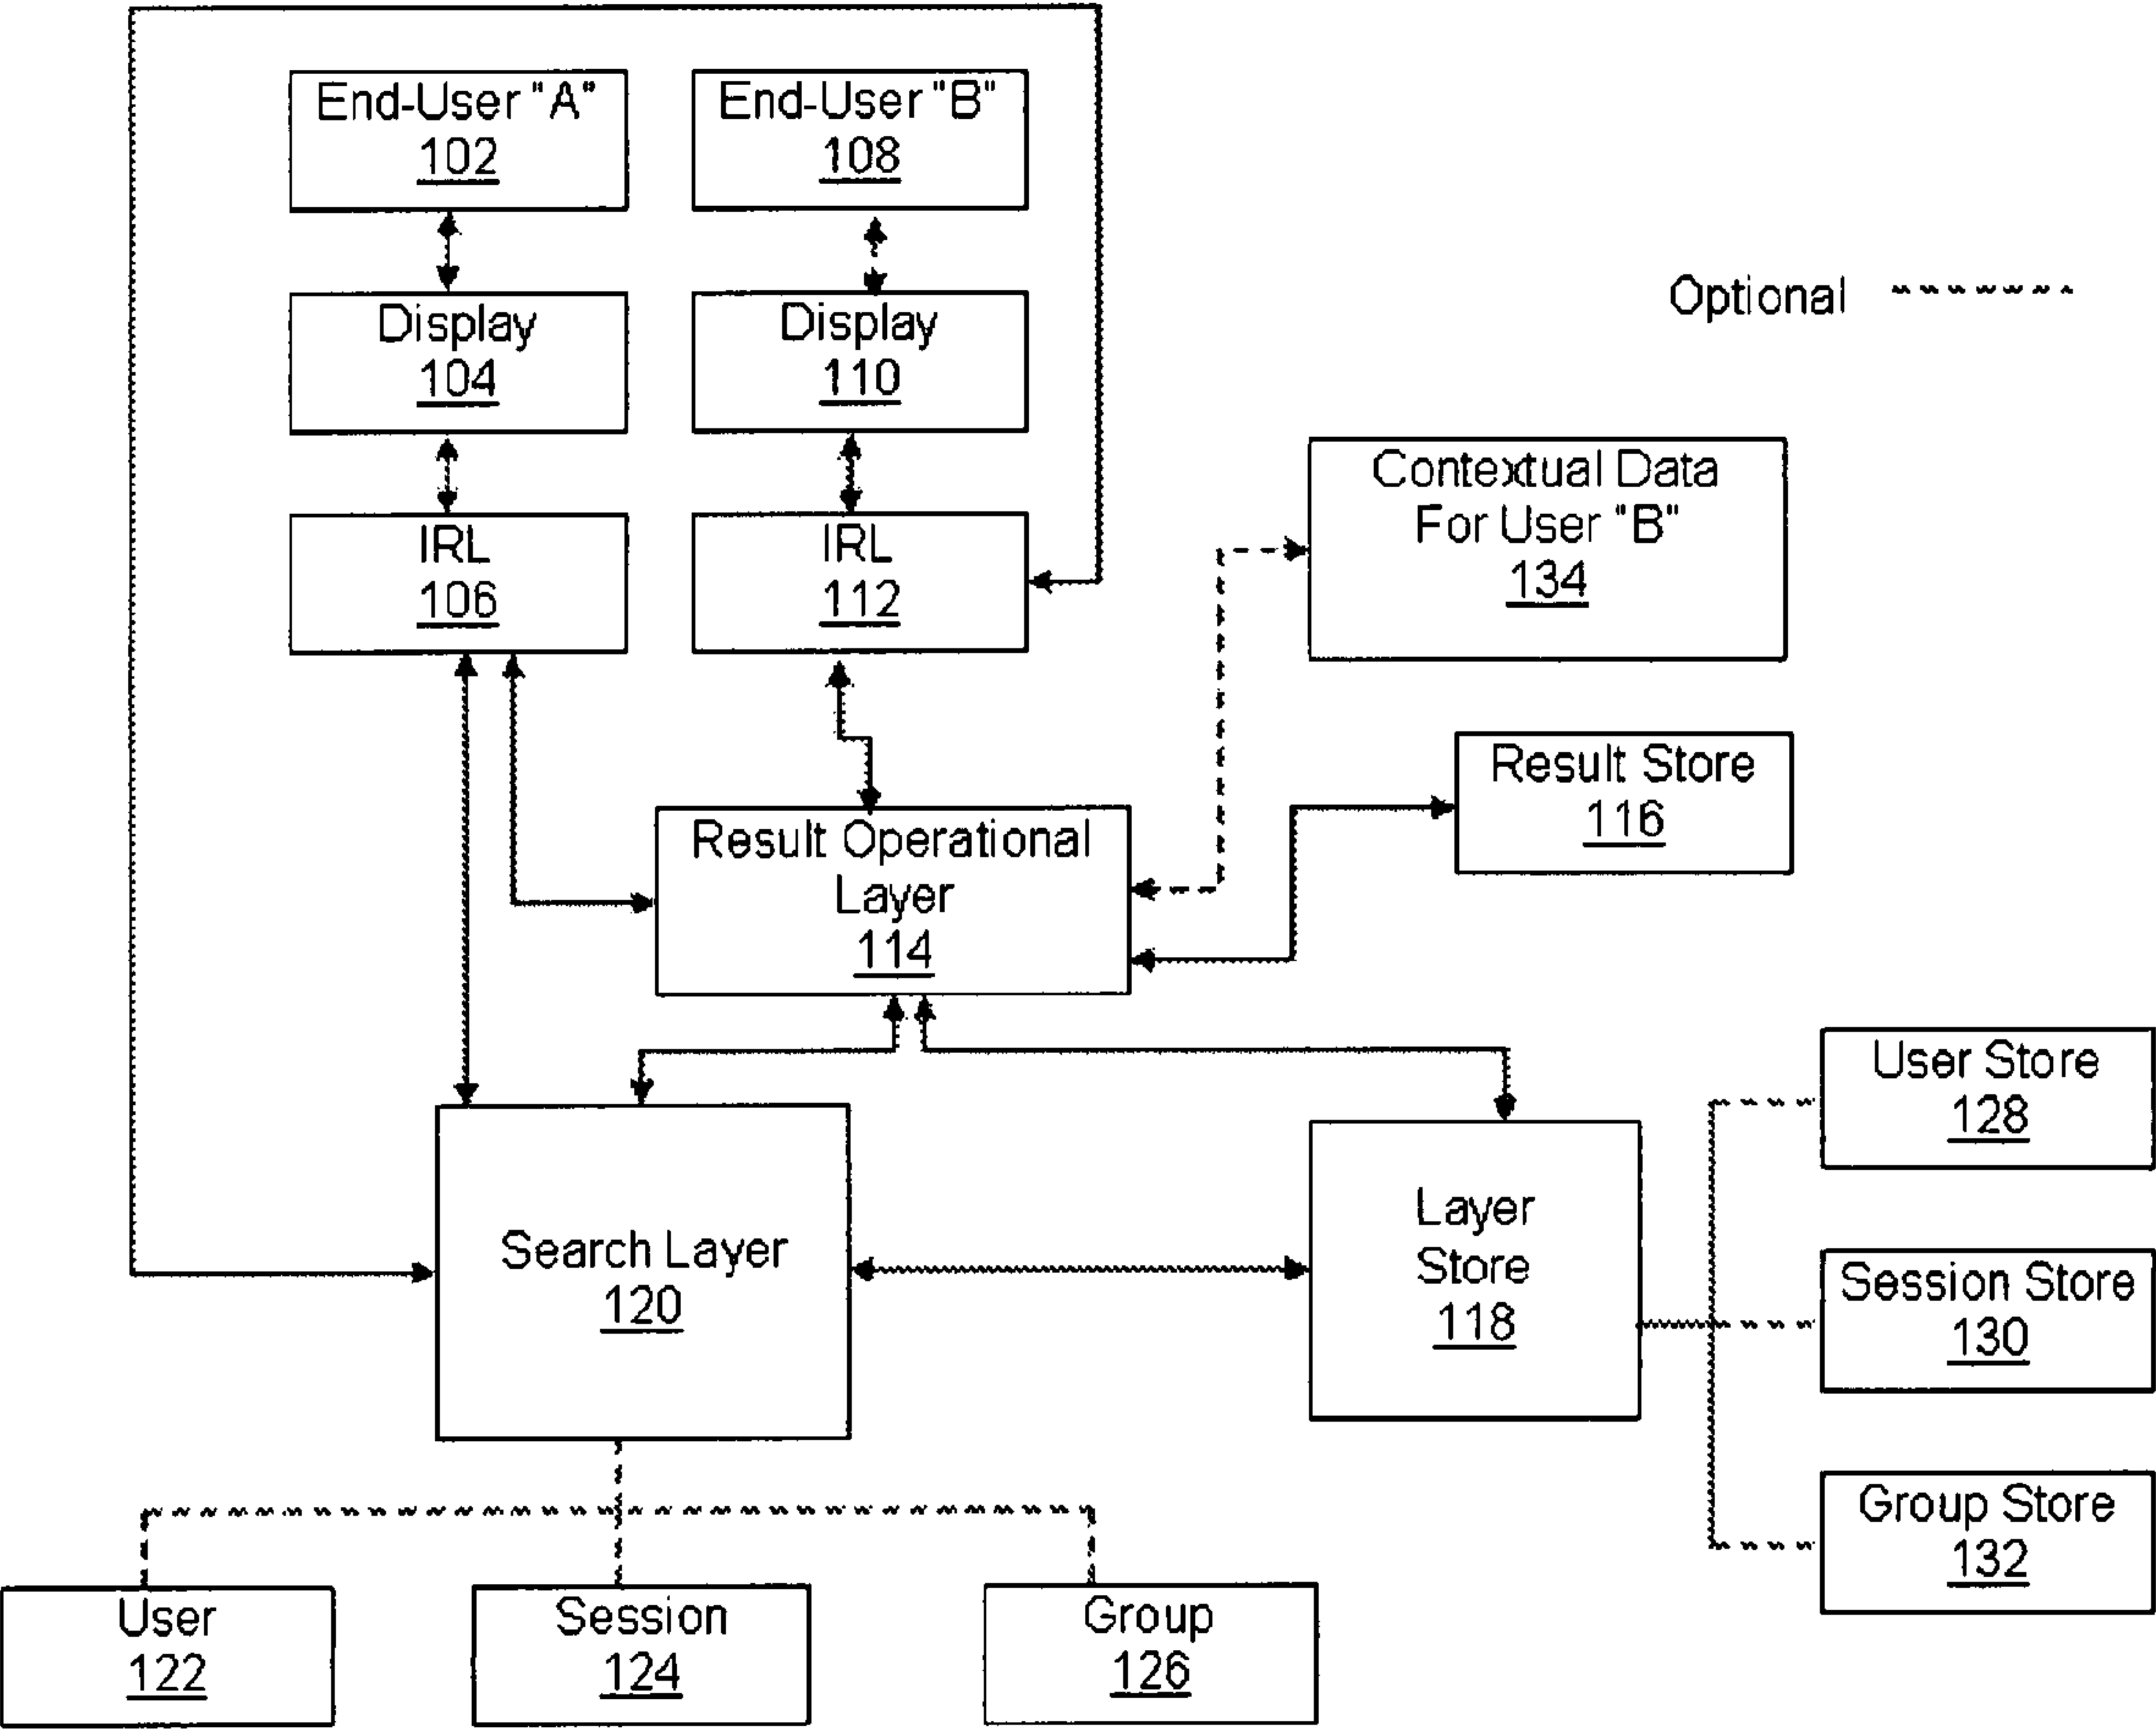 End-User "A"
102
End-User "B"
108
Display
104
Display
110
Optional
IRL
106
IRL
112
Contextual Data
For User "B"
134
Result Store
116
Result Operational
Layer
114
User Store
128
Search Layer
120
Layer
Store
118
Session Store
130
Group Store
132
User
122
Session
124
Group
126